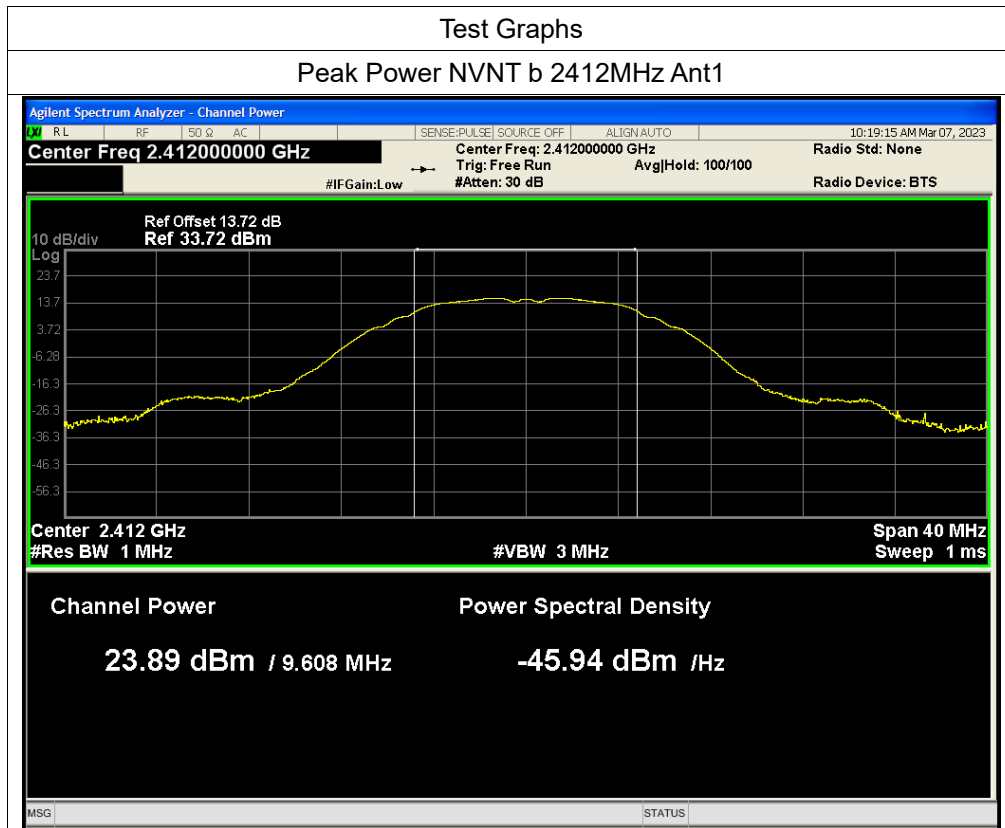 Test Graphs
Peak Power NVNT b 2412MHz Ant1
Agilent Spectrum Analyzer - Channel Power
LXI RL RF 50 Ω AC SENSE:PULSE SOURCE OFF ALIGN AUTO 10:19:15 AM Mar 07, 2023
Center Freq 2.412000000 GHz Center Freq: 2.412000000 GHz Radio Std: None
Trig: Free Run Avg|Hold: 100/100
#IFGain:Low #Atten: 30 dB Radio Device: BTS
Ref Offset 13.72 dB
10 dB/div Ref 33.72 dBm
Log
23.7
13.7
3.72
-6.28
-16.3
-26.3
-36.3
-46.3
-56.3
Center 2.412 GHz Span 40 MHz
#Res BW 1 MHz #VBW 3 MHz Sweep 1 ms
Channel Power Power Spectral Density
23.89 dBm / 9.608 MHz -45.94 dBm /Hz
MSG STATUS